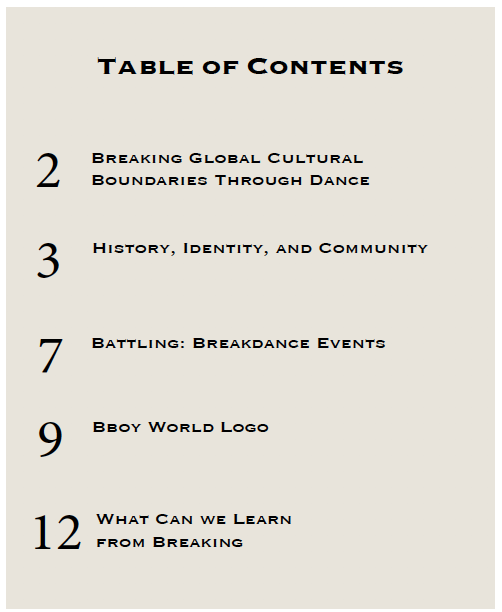 Table of Contents
2 Breaking Global Cultural
Boundaries Through Dance
3 History, Identity, and Community
7 Battling: Breakdance Events
9 Bboy World Logo
12 What Can we Learn
from Breaking